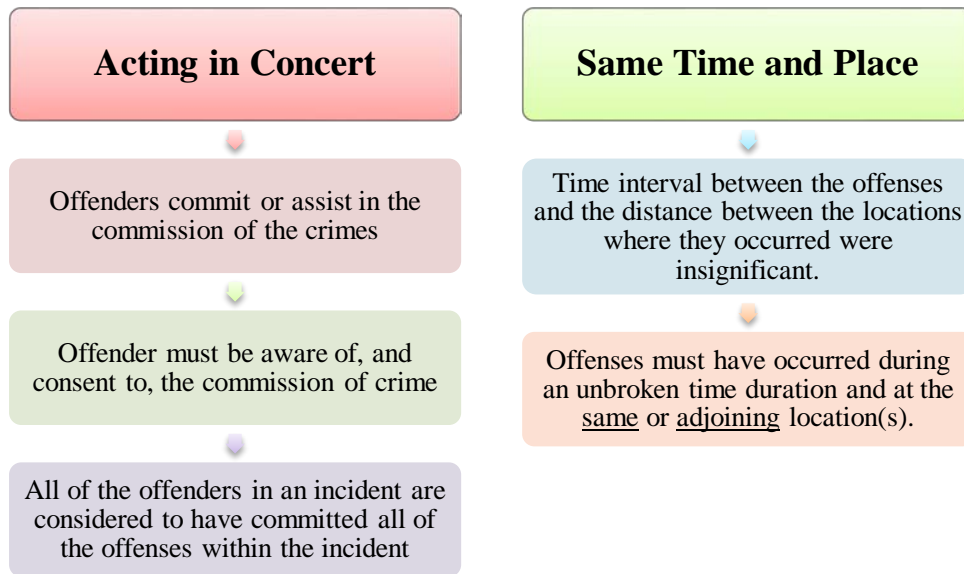 Acting in Concert
Offenders commit or assist in the
commission of the crimes
Offender must be aware of, and
consent to, the commission of crime
All of the offenders in an incident are
considered to have committed all of
the offenses within the incident
Same Time and Place
Time interval between the offenses
and the distance between the locations
where they occurred were
insignificant.
Offenses must have occurred during
an unbroken time duration and at the
same or adjoining location(s).